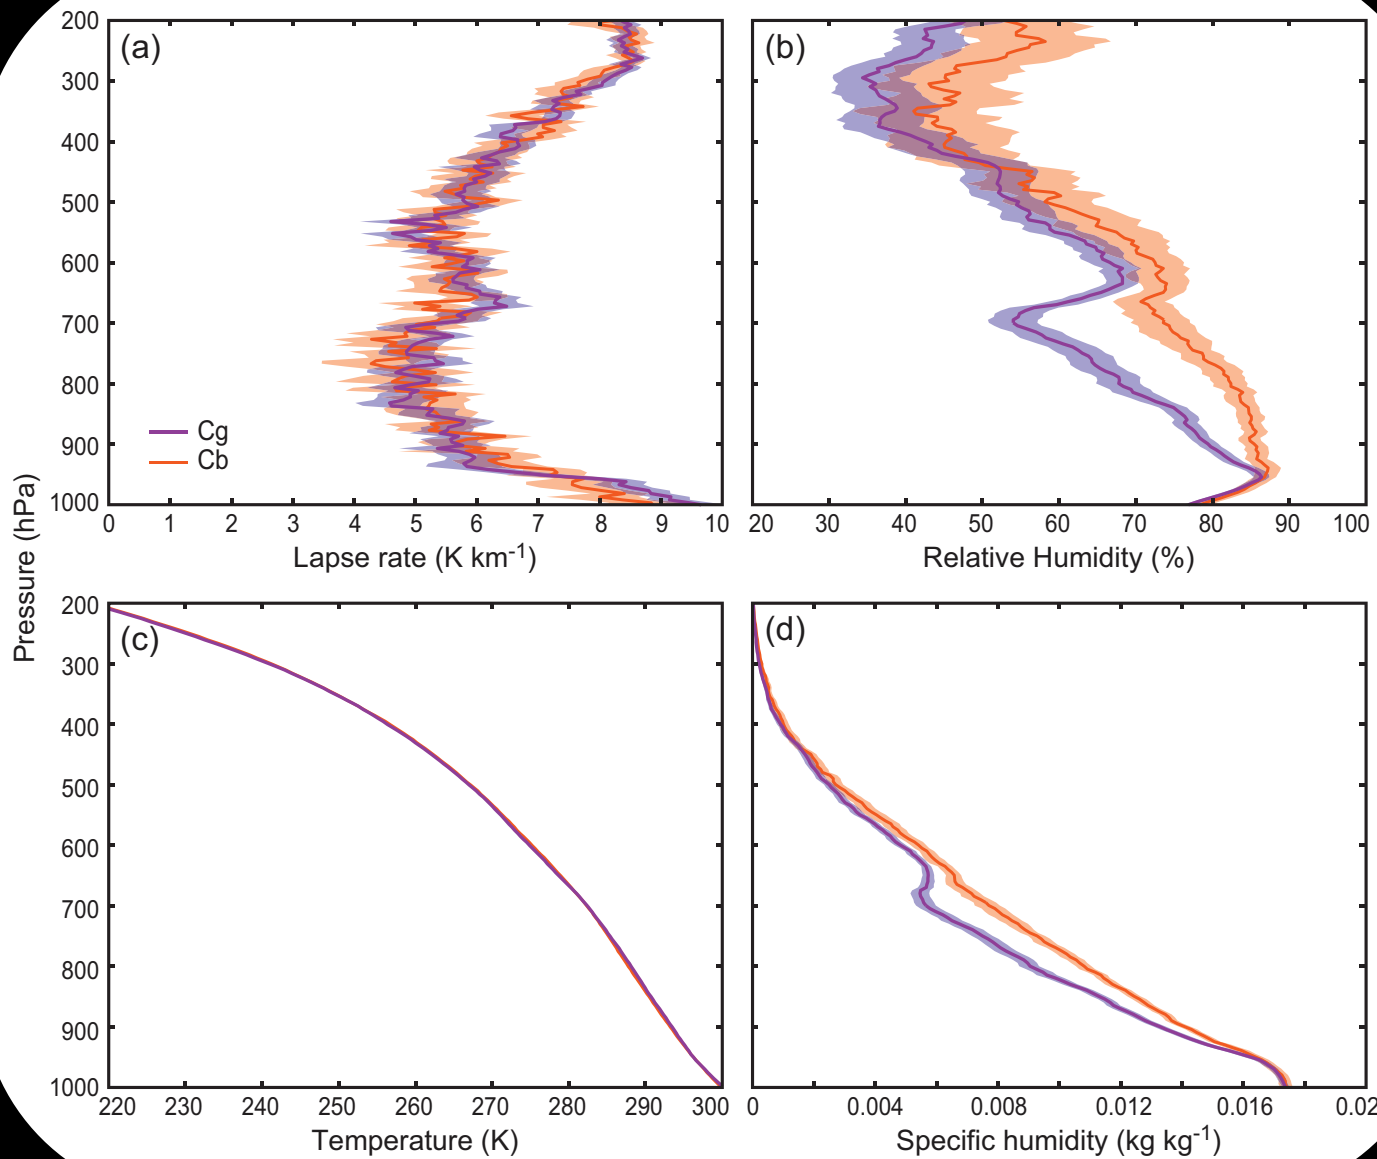 (a)
200
300
400
500
600
700
800
900
1000
Cg
Cb
0 1 2 3 4 5 6 7 8 9 10
Lapse rate (K km-1)
(b)
20 30 40 50 60 70 80 90 100
Relative Humidity (%)
Pressure (hPa)
(c)
200
300
400
500
600
700
800
900
1000
220 230 240 250 260 270 280 290 300
Temperature (K)
(d)
0 0.004 0.008 0.012 0.016 0.02
Specific humidity (kg kg-1)